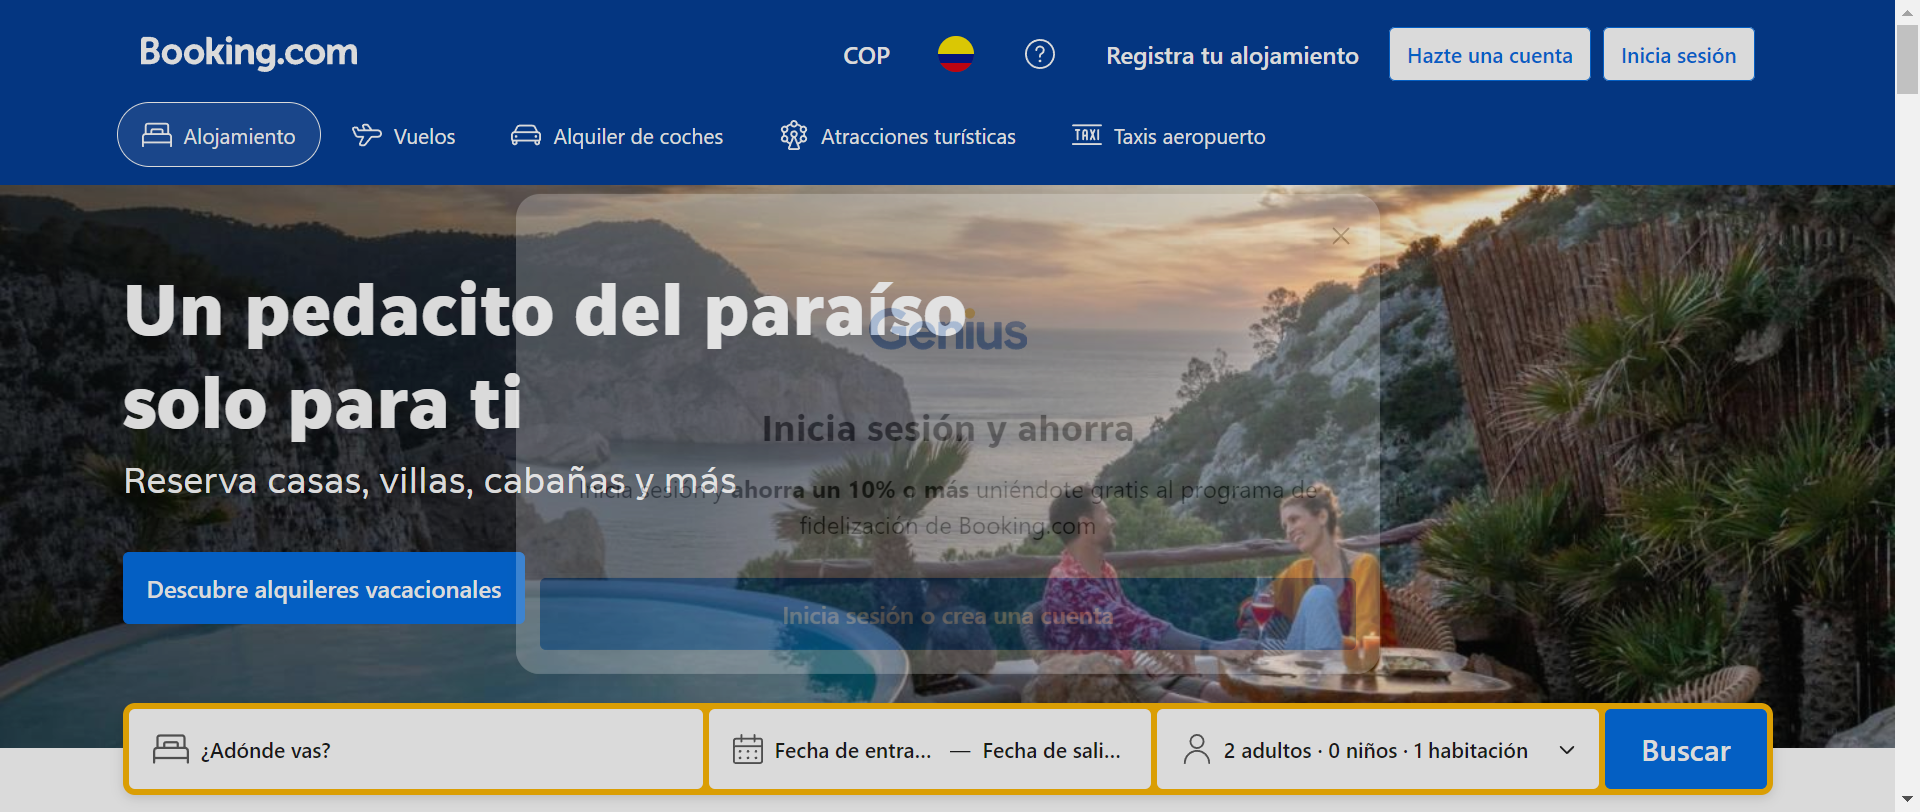 Booking.com
COP
Registra tu alojamiento
Hazte una cuenta
Inicia sesión
Alojamiento
Vuelos
Alquiler de coches
Atracciones turísticas
TAXI
Taxis aeropuerto
Un pedacito del paraíso
solo para ti
Reserva casas, villas, cabañas y más
Descubre alquileres vacacionales
Genius
Inicia sesión y ahorra
Inicia sesión y ahorra un 10% o más uniéndote gratis al programa de
fidelización de Booking.com
Inicia sesión o crea una cuenta
¿Adónde vas?
Fecha de entra... — Fecha de sali...
2 adultos · 0 niños · 1 habitación
Buscar